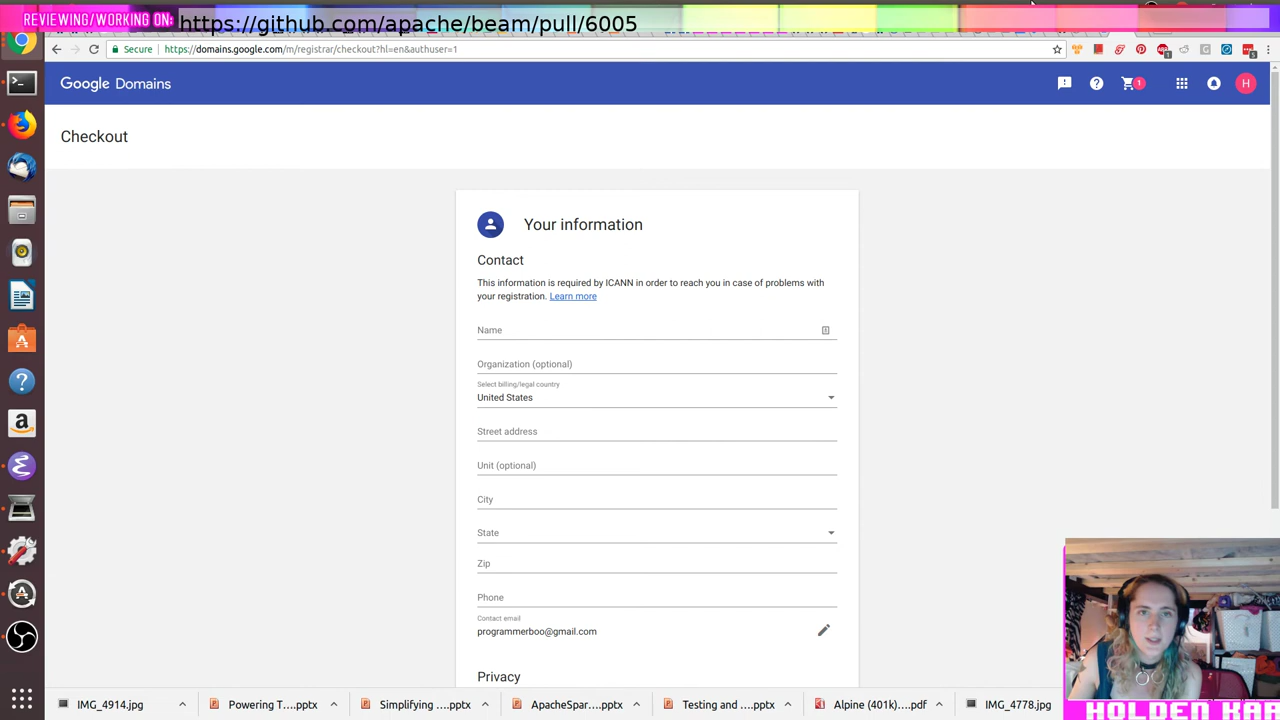 REVIEWING/WORKING ON: https://github.com/apache/beam/pull/6005
Secure https://domains.google.com/m/registrar/checkout?hl=en&authuser=1
Google Domains
1
H
Checkout
Your information
Contact
This information is required by ICANN in order to reach you in case of problems with
your registration. Learn more
Name
Organization (optional)
Select billing/legal country
United States
Street address
Unit (optional)
City
State
Zip
Phone
Contact email
programmerboo@gmail.com
Privacy
IMG_4914.jpg
Powering T....pptx
Simplifying ....pptx
ApacheSpar....pptx
Testing and ....pptx
Alpine (401k)....pdf
IMG_4778.jpg
HOLDEN KAR